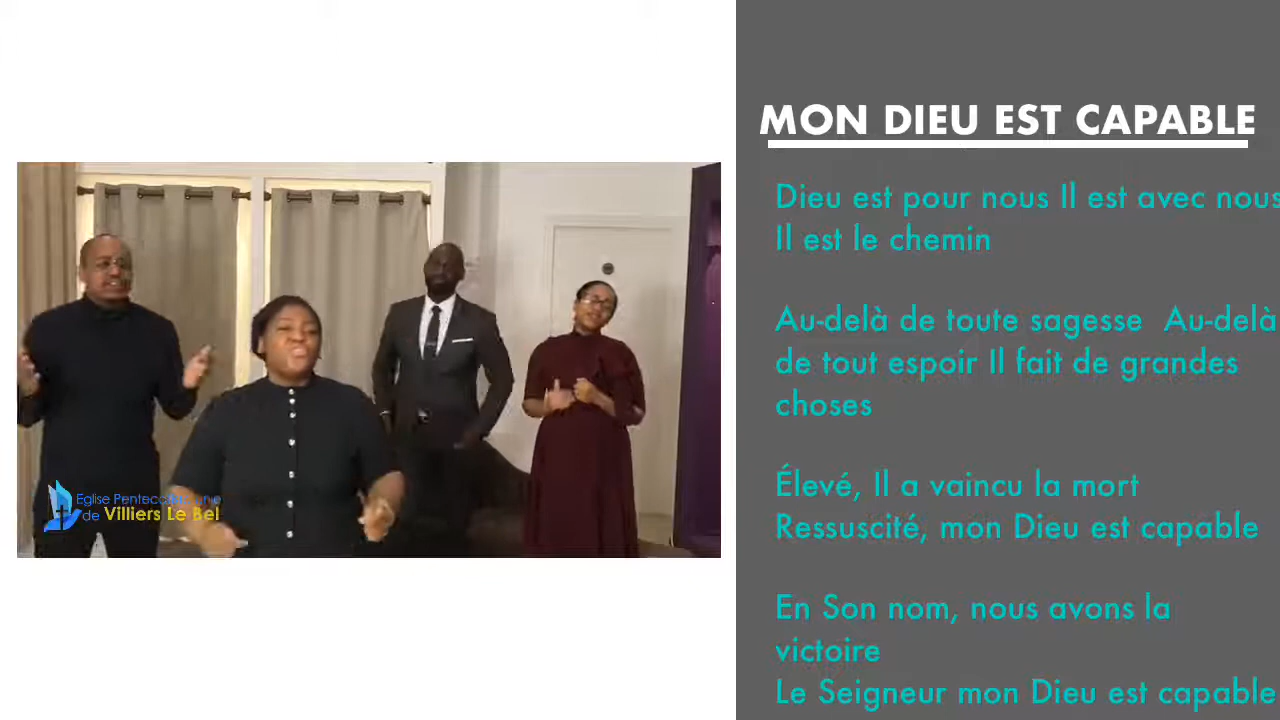 MON DIEU EST CAPABLE
Dieu est pour nous Il est avec nous
Il est le chemin
Au-delà de toute sagesse Au-delà
de tout espoir Il fait de grandes
choses
Élevé, Il a vaincu la mort
Ressuscité, mon Dieu est capable
En Son nom, nous avons la
victoire
Le Seigneur mon Dieu est capable
Eglise Pentecotiste Unie
de Villiers Le Bel